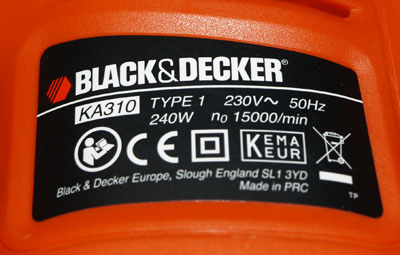 BLACK&DECKER®
KA310 TYPE 1 230V~ 50Hz
240W n0 15000/min
CE KEMA KEUR
Black & Decker Europe, Slough England SL1 3YD
Made in PRC
TP